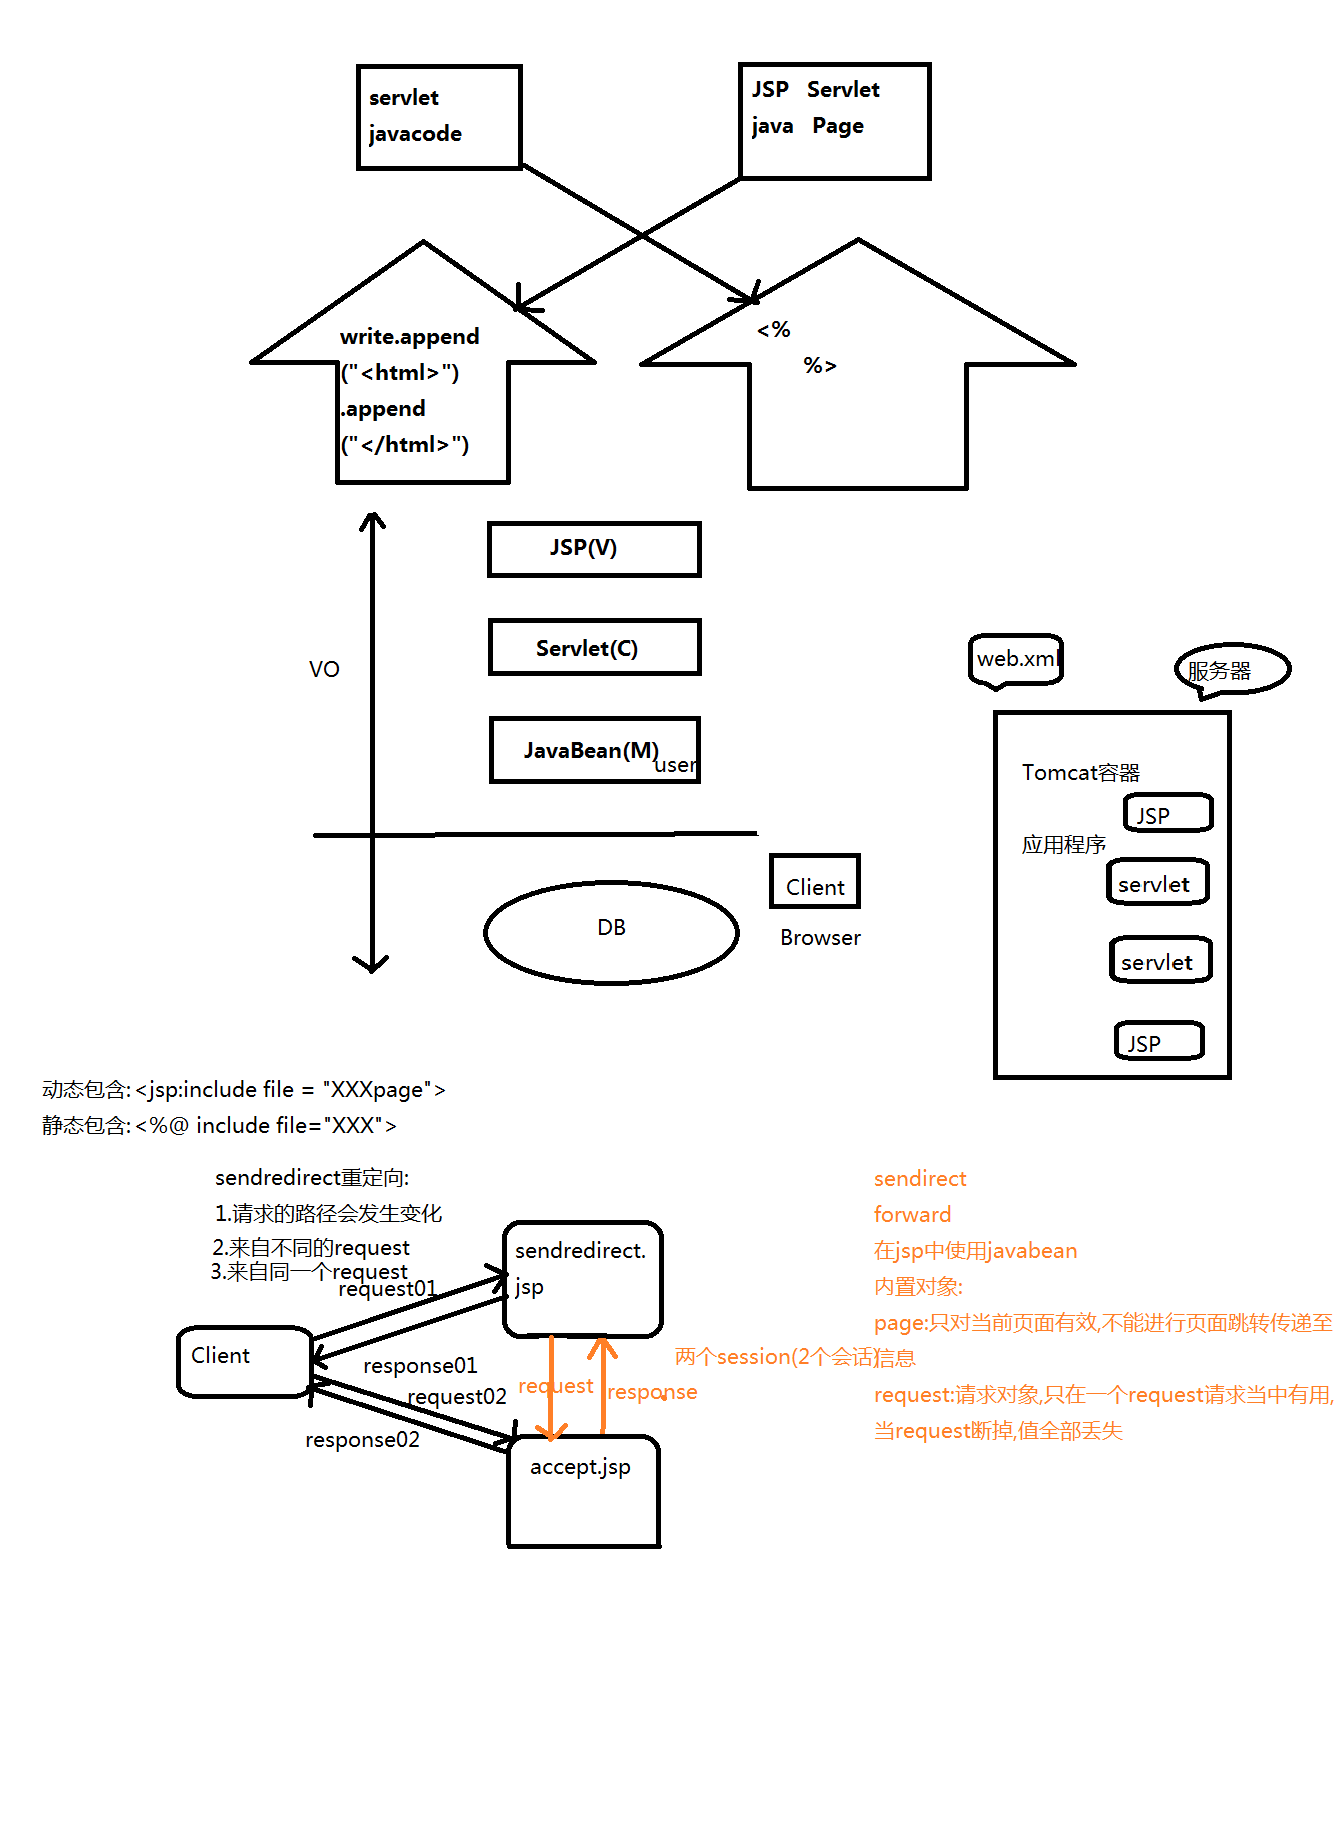 servlet
javacode
JSP Servlet
java Page
write.append
("<html>")
.append
("</html>")
<%
%>
JSP(V)
Servlet(C)
JavaBean(M)
user
VO
web.xml
服务器
Tomcat容器
JSP
应用程序
servlet
servlet
JSP
Client
Browser
DB
动态包含:<jsp:include file = "XXXpage">
静态包含:<%@ include file="XXX">
sendredirect重定向:
1.请求的路径会发生变化
2.来自不同的request
3.来自同一个request
request01
sendredirect.
jsp
Client
response01
request02
response02
request
response
accept.jsp
两个session(2个会话)
sendirect
forward
在jsp中使用javabean
内置对象:
page:只对当前页面有效,不能进行页面跳转传递至
信息
request:请求对象,只在一个request请求当中有用,
当request断掉,值全部丢失